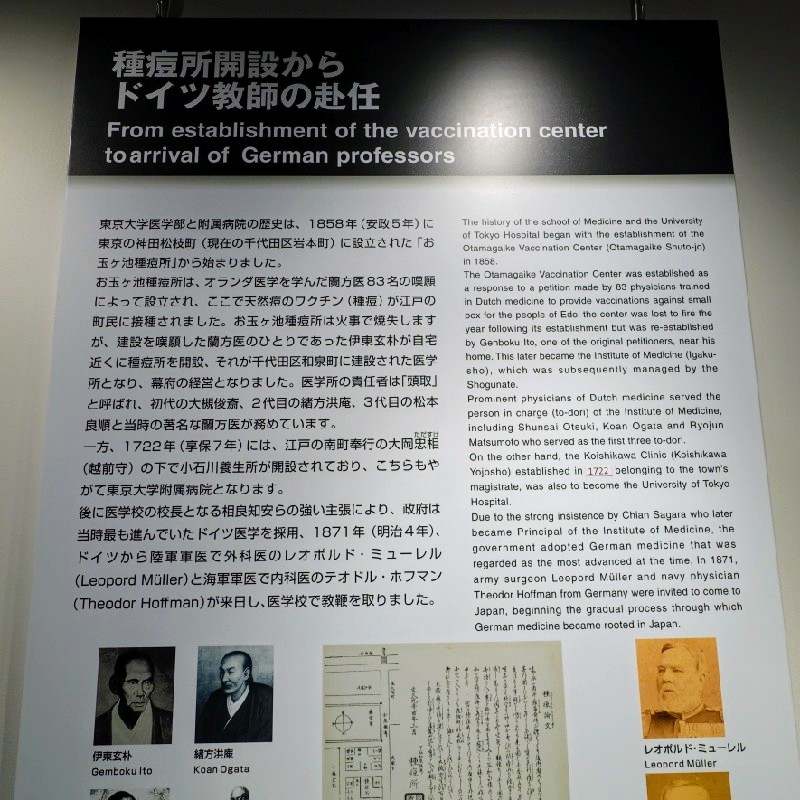 種痘所開設から
ドイツ教師の赴任
From establishment of the vaccination center
toarrival of German professors
東京大学医学部と附属病院の歴史は、1858年(安政5年)に
東京の神田松枝町(現在の千代田区岩本町)に設立された「お
玉ヶ池種痘所」から始まりました。
お玉ヶ池種痘所は、オランダ医学を学んだ蘭方医83名の嘆願
によって設立され、ここで天然痘のワクチン(種痘)が江戸の
町民に接種されました。お玉ヶ池種痘所は火事で焼失します
が、建設を嘆願した蘭方医のひとりであった伊東玄朴が自宅
近くに種痘所を開設、それが千代田区和泉町に建設された医学
所となり、幕府の経営となりました。医学所の責任者は「頭取」
と呼ばれ、初代の大槻俊斎、2代目の緒方洪庵、3代目の松本
良順と当時の著名な蘭方医が務めています。
一方、1722年(享保7年)には、江戸の南町奉行の大岡忠相
(越前守)の下で小石川養生所が開設されており、こちらもや
がて東京大学附属病院となります。
後に医学校の校長となる相良知安らの強い主張により、政府は
当時最も進んでいたドイツ医学を採用、1871年(明治4年)、
ドイツから陸軍軍医で外科医のレオポルド・ミューレル
(Leopord Müller)と海軍軍医で内科医のテオドル・ホフマン
(Theodor Hoffman)が来日し、医学校で教鞭を取りました。
The history of the school of Medicine and the University
of Tokyo Hospital began with the establishment of the
Otamagaike Vaccination Center (Otamagaike Shuto-jo)
in 1858.
The Otamagaike Vaccination Center was established as
a response to a petition made by 83 physicians trained
in Dutch medicine to provide vaccinations against small
pox for the people of Edo. the center was lost to fire the
year following its establishment but was re-established
by Genboku Ito, one of the original petitioners, near his
home. This later became the Institute of Medicine (Igaku-
sho), which was subsequently managed by the
Shogunate.
Prominent physicians of Dutch medicine served the
person in charge (to-dori) of the Institute of Medicine,
including Shunsai Otsuki, Koan Ogata and Ryojun
Matsumoto who served as the first three to-dori.
On the other hand, the Koishikawa Clinic (Koishikawa
Yojosho) established in 1722 belonging to the town's
magistrate, was also to become the University of Tokyo
Hospital.
Due to the strong insistence by Chian Sagara who later
became Principal of the Institute of Medicine, the
government adopted German medicine that was
regarded as the most advanced at the time. In 1871,
army surgeon Leopord Müller and navy physician
Theodor Hoffman from Germany were invited to come to
Japan, beginning the gradual process through which
German medicine became rooted in Japan.
伊東玄朴
Gemboku Ito
緒方洪庵
Koan Ogata
種痘諭文
種痘所
レオポルド・ミューレル
Leopord Müller